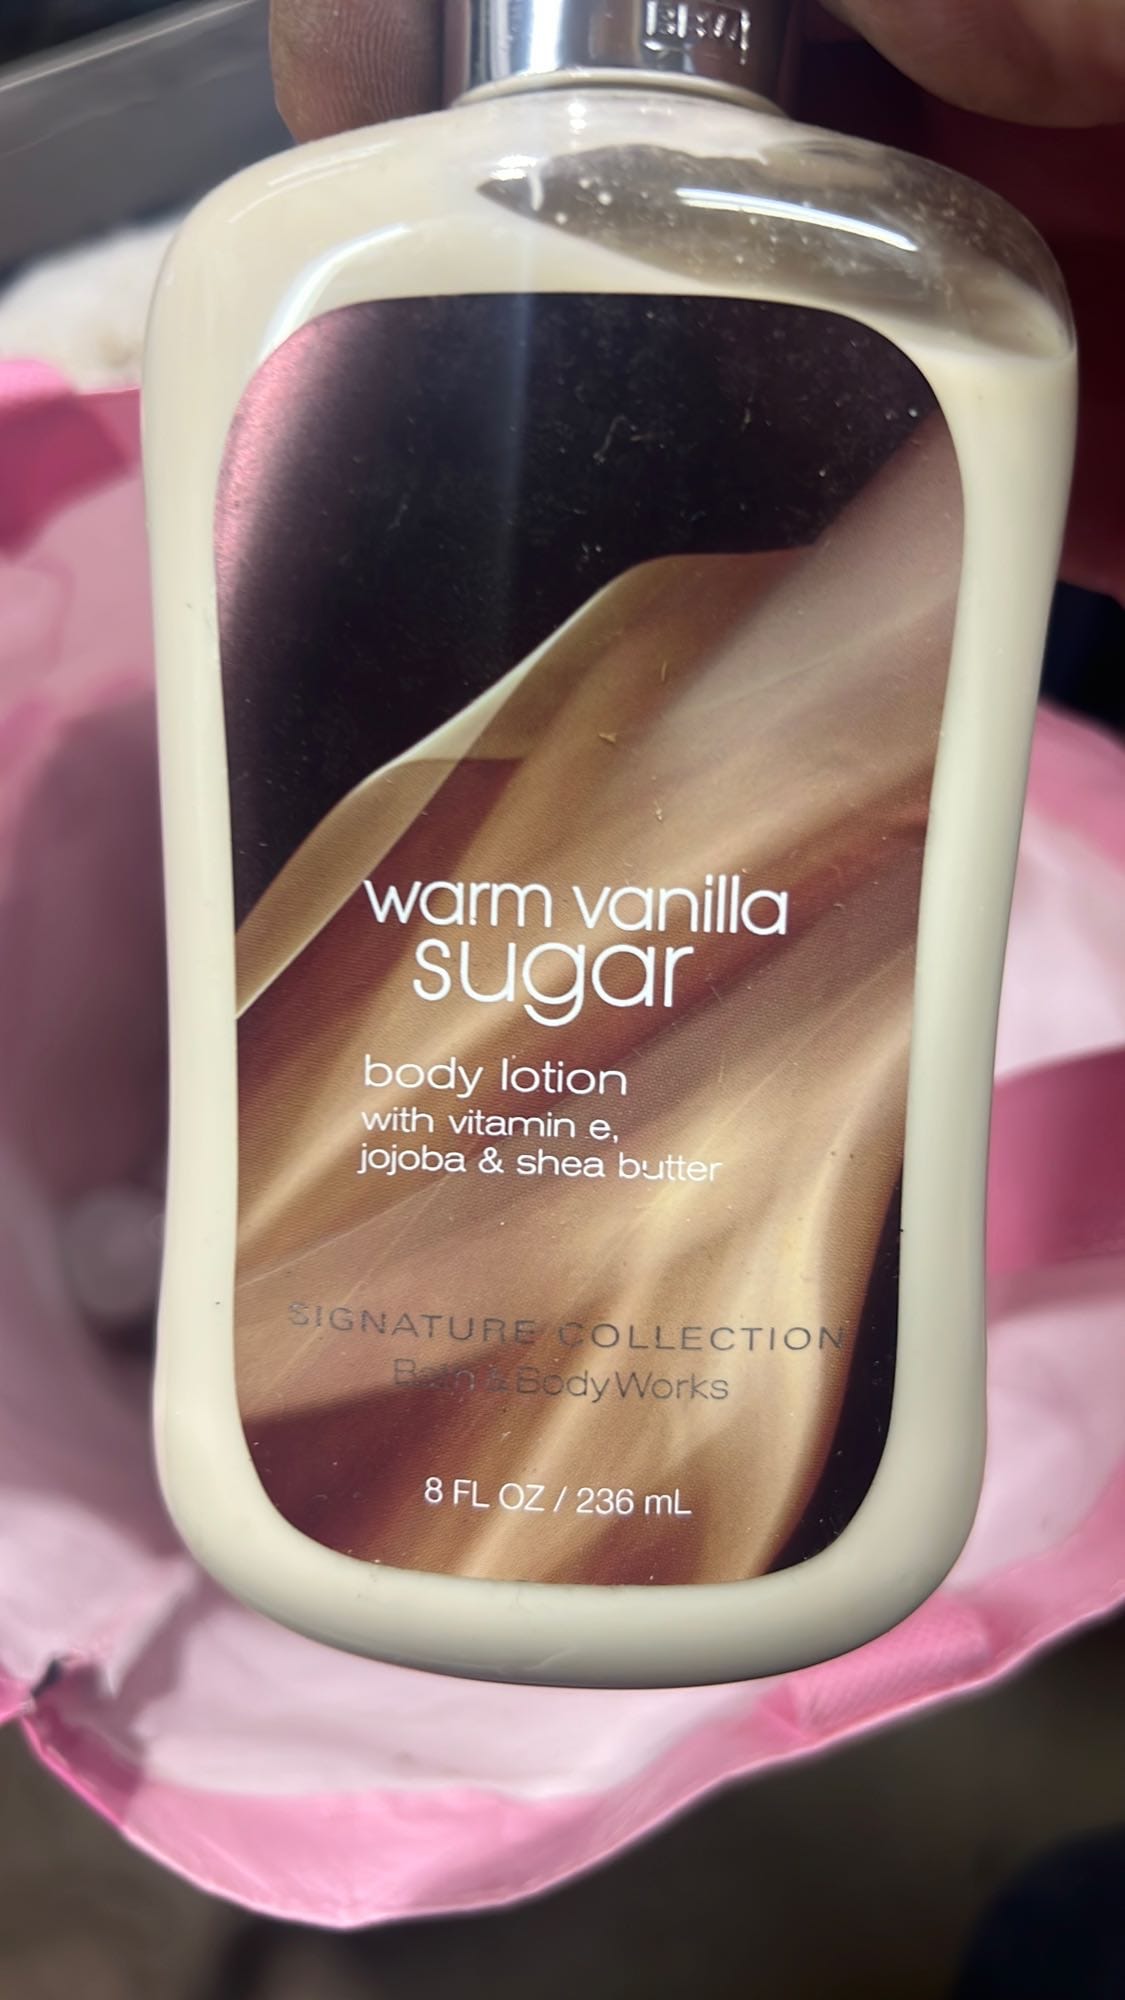 BBW
warm vanilla
sugar
body lotion
with vitamin e,
jojoba & shea butter
SIGNATURE COLLECTION
Bath & Body Works
8 FL OZ / 236 mL